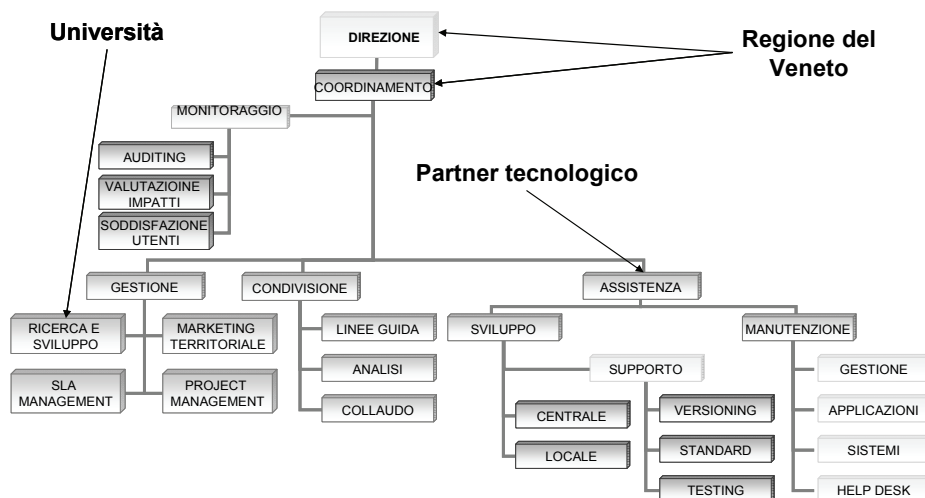 Università
DIREZIONE
Regione del
Veneto
COORDINAMENTO
MONITORAGGIO
AUDITING
VALUTAZIOINE
IMPATTI
SODDISFAZIONE
UTENTI
Partner tecnologico
GESTIONE
CONDIVISIONE
ASSISTENZA
RICERCA E
SVILUPPO
MARKETING
TERRITORIALE
LINEE GUIDA
SVILUPPO
MANUTENZIONE
SLA
MANAGEMENT
PROJECT
MANAGEMENT
ANALISI
SUPPORTO
GESTIONE
COLLAUDO
CENTRALE
VERSIONING
APPLICAZIONI
LOCALE
STANDARD
SISTEMI
TESTING
HELP DESK